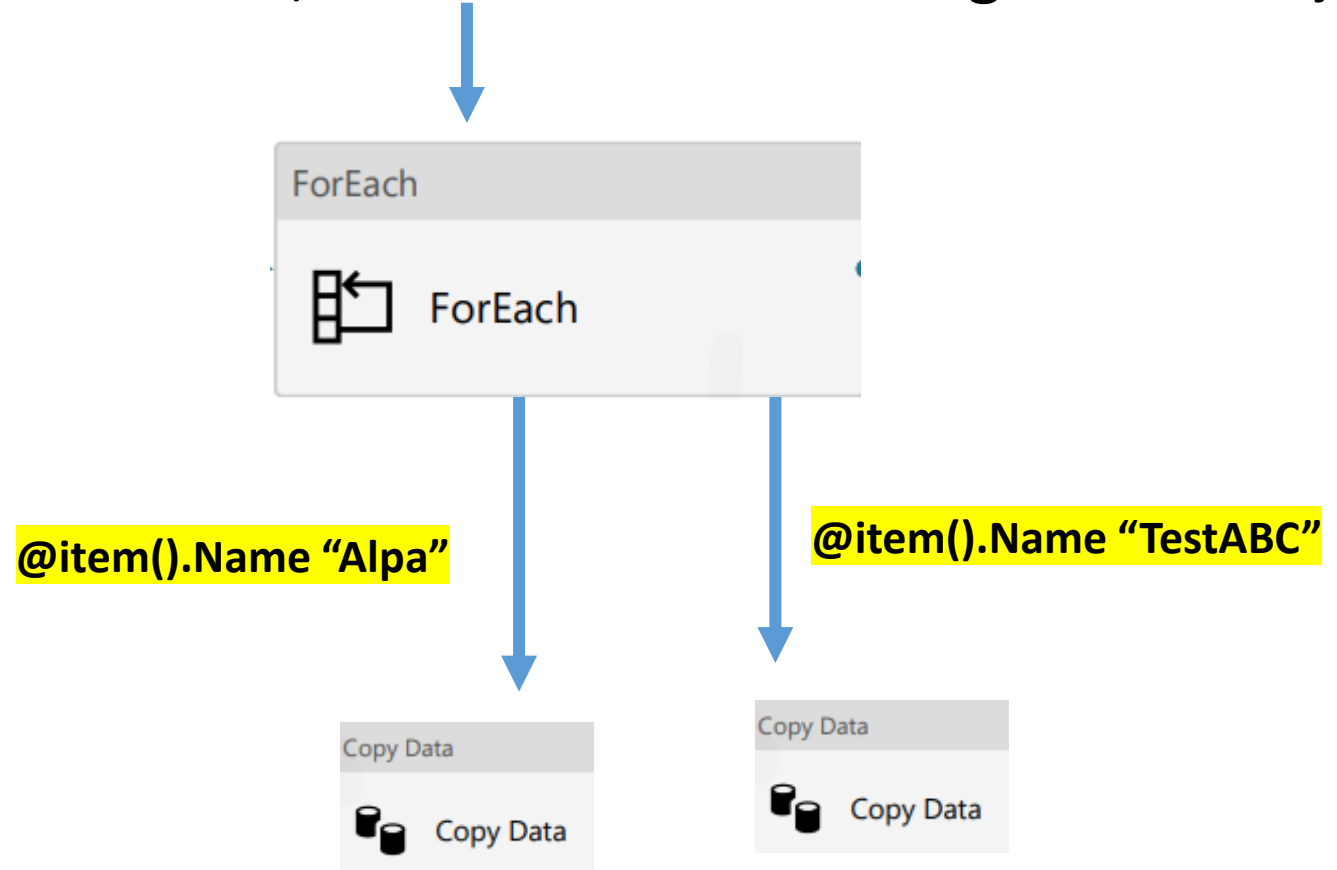 ForEach
ForEach
@item().Name “Alpa”
@item().Name “TestABC”
Copy Data
Copy Data
Copy Data
Copy Data